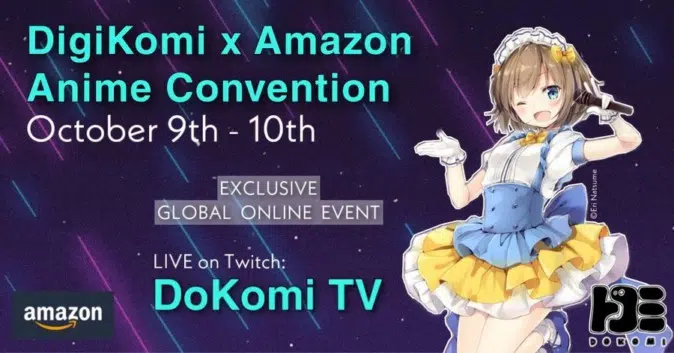 DigiKomi x Amazon
Anime Convention
October 9th - 10th
EXCLUSIVE
GLOBAL ONLINE EVENT
LIVE on Twitch:
DoKomi TV
©Eri Natsume
amazon
ドコミ
DOKOMI